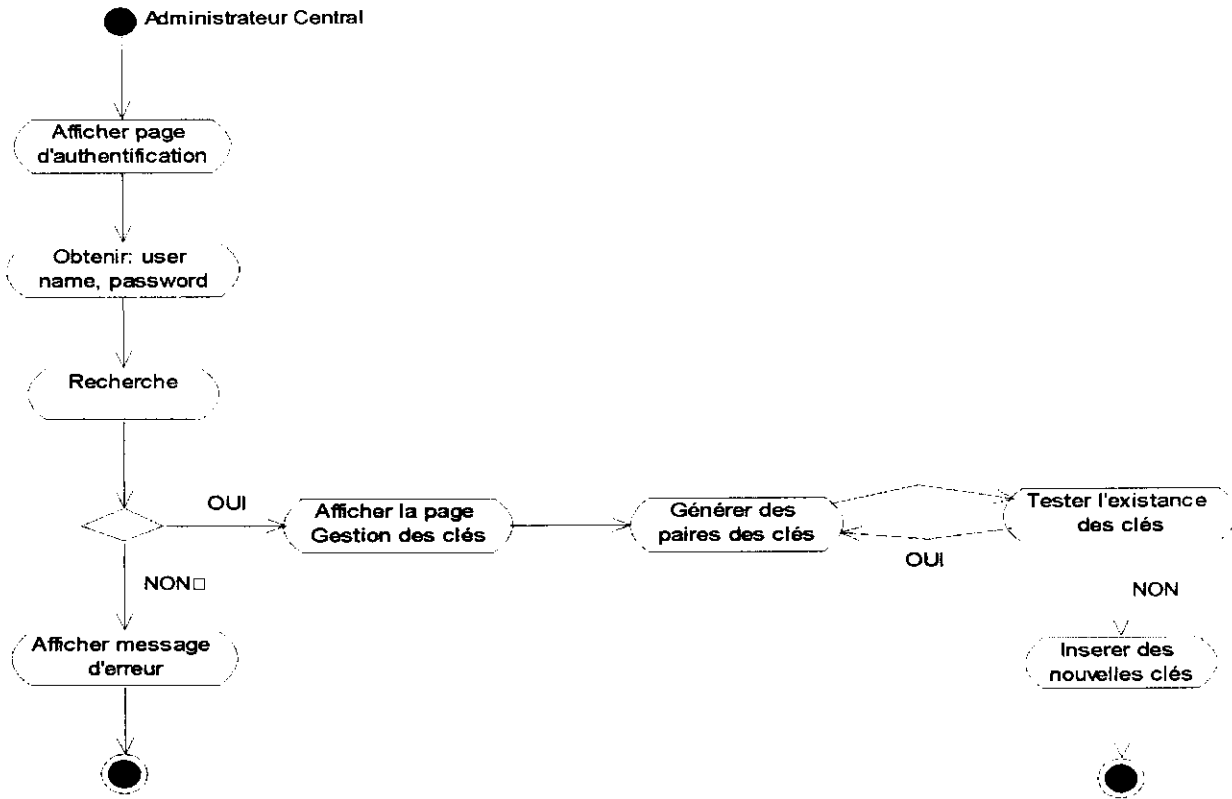 Administrateur Central
Afficher page
d'authentification
Obtenir: user
name, password
Recherche
OUI
Afficher la page
Gestion des clés
Générer des
paires des clés
Tester l'existance
des clés
OUI
NON□
NON
Afficher message
d'erreur
Inserer des
nouvelles clés